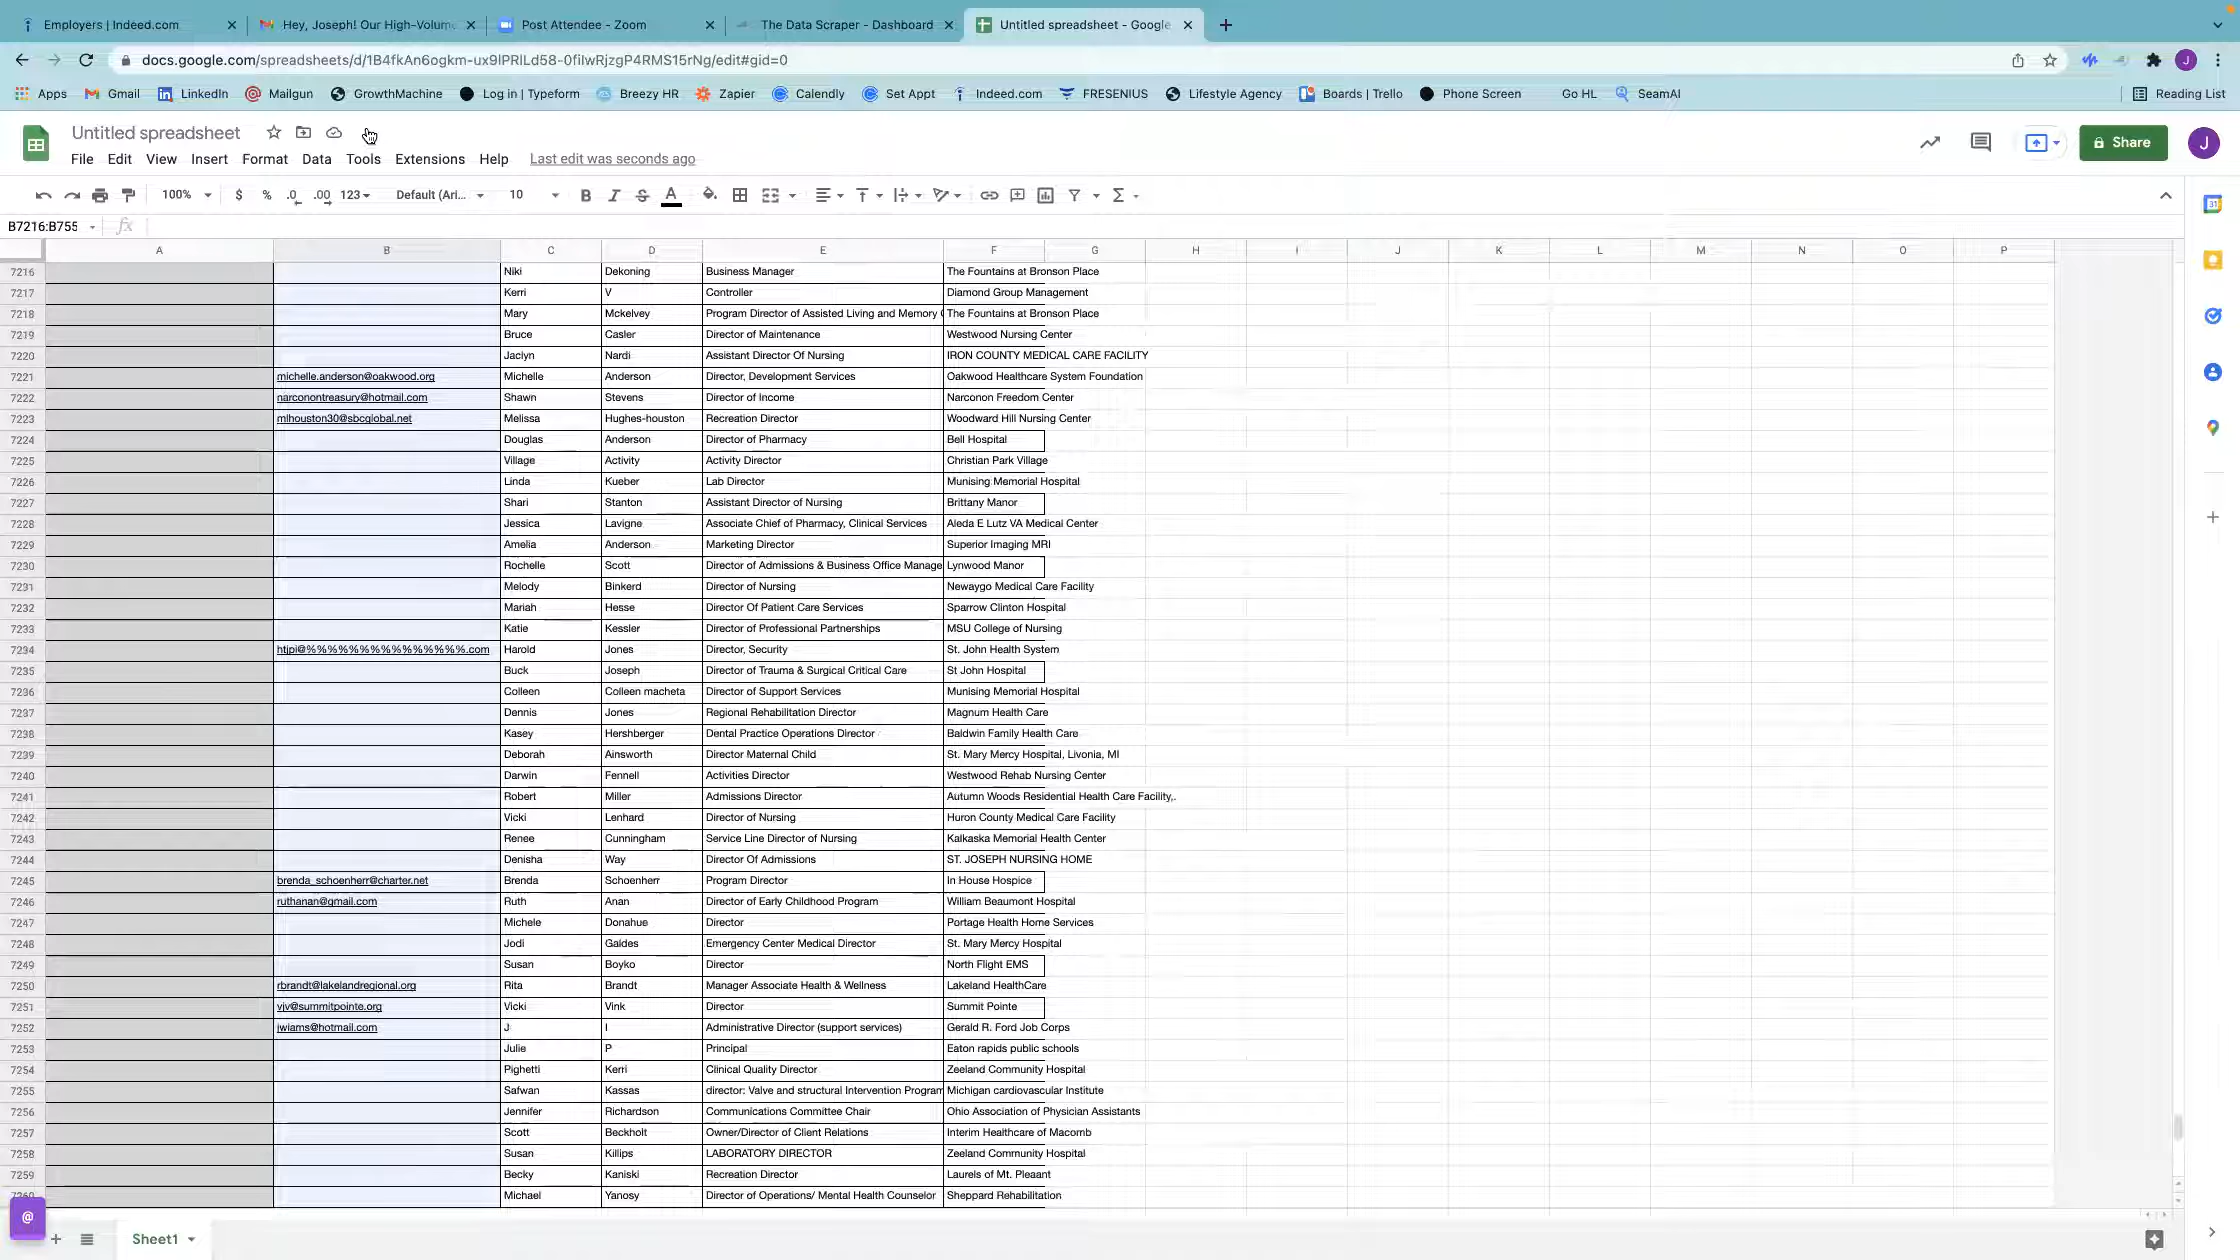 Employers | Indeed.com
Hey, Joseph! Our High-Volum
Post Attendee - Zoom
The Data Scraper - Dashboard
Untitled spreadsheet - Google
docs.google.com/spreadsheets/d/1B4fkAn6ogkm-ux9lPRlLd58-0filwRjzgP4RMS15rNg/edit#gid=0
Apps Gmail LinkedIn Mailgun GrowthMachine Log in | Typeform Breezy HR Zapier Calendly Set Appt Indeed.com FRESENIUS Lifestyle Agency Boards | Trello Phone Screen Go HL SeamAI Reading List
Untitled spreadsheet
File Edit View Insert Format Data Tools Extensions Help Last edit was seconds ago
Share J
100% $ % .0 .00 123 Default (Ari... 10 B I S A
B7216:B755 fx
A B C D E F G H I J K L M N O P
7216 Niki Dekoning Business Manager The Fountains at Bronson Place
7217 Kerri V Controller Diamond Group Management
7218 Mary Mckelvey Program Director of Assisted Living and Memory C The Fountains at Bronson Place
7219 Bruce Casler Director of Maintenance Westwood Nursing Center
7220 Jaclyn Nardi Assistant Director Of Nursing IRON COUNTY MEDICAL CARE FACILITY
7221 michelle.anderson@oakwood.org Michelle Anderson Director, Development Services Oakwood Healthcare System Foundation
7222 narconontreasury@hotmail.com Shawn Stevens Director of Income Narconon Freedom Center
7223 mlhouston30@sbcglobal.net Melissa Hughes-houston Recreation Director Woodward Hill Nursing Center
7224 Douglas Anderson Director of Pharmacy Bell Hospital
7225 Village Activity Activity Director Christian Park Village
7226 Linda Kueber Lab Director Munising Memorial Hospital
7227 Shari Stanton Assistant Director of Nursing Brittany Manor
7228 Jessica Lavigne Associate Chief of Pharmacy, Clinical Services Aleda E Lutz VA Medical Center
7229 Amelia Anderson Marketing Director Superior Imaging MRI
7230 Rochelle Scott Director of Admissions & Business Office Manage Lynwood Manor
7231 Melody Binkerd Director of Nursing Newaygo Medical Care Facility
7232 Mariah Hesse Director Of Patient Care Services Sparrow Clinton Hospital
7233 Katie Kessler Director of Professional Partnerships MSU College of Nursing
7234 htjpi@%%%%%%%%%%%%%%%.com Harold Jones Director, Security St. John Health System
7235 Buck Joseph Director of Trauma & Surgical Critical Care St John Hospital
7236 Colleen Colleen macheta Director of Support Services Munising Memorial Hospital
7237 Dennis Jones Regional Rehabilitation Director Magnum Health Care
7238 Kasey Hershberger Dental Practice Operations Director Baldwin Family Health Care
7239 Deborah Ainsworth Director Maternal Child St. Mary Mercy Hospital, Livonia, MI
7240 Darwin Fennell Activities Director Westwood Rehab Nursing Center
7241 Robert Miller Admissions Director Autumn Woods Residential Health Care Facility,.
7242 Vicki Lenhard Director of Nursing Huron County Medical Care Facility
7243 Renee Cunningham Service Line Director of Nursing Kalkaska Memorial Health Center
7244 Denisha Way Director Of Admissions ST. JOSEPH NURSING HOME
7245 brenda_schoenherr@charter.net Brenda Schoenherr Program Director In House Hospice
7246 ruthanan@gmail.com Ruth Anan Director of Early Childhood Program William Beaumont Hospital
7247 Michele Donahue Director Portage Health Home Services
7248 Jodi Galdes Emergency Center Medical Director St. Mary Mercy Hospital
7249 Susan Boyko Director North Flight EMS
7250 rbrandt@lakelandregional.org Rita Brandt Manager Associate Health & Wellness Lakeland HealthCare
7251 vjv@summitpointe.org Vicki Vink Director Summit Pointe
7252 jwiams@hotmail.com J I Administrative Director (support services) Gerald R. Ford Job Corps
7253 Julie P Principal Eaton rapids public schools
7254 Pighetti Kerri Clinical Quality Director Zeeland Community Hospital
7255 Safwan Kassas director: Valve and structural Intervention Program Michigan cardiovascular Institute
7256 Jennifer Richardson Communications Committee Chair Ohio Association of Physician Assistants
7257 Scott Beckholt Owner/Director of Client Relations Interim Healthcare of Macomb
7258 Susan Killips LABORATORY DIRECTOR Zeeland Community Hospital
7259 Becky Kaniski Recreation Director Laurels of Mt. Pleaant
7260 Michael Yanosy Director of Operations/ Mental Health Counselor Sheppard Rehabilitation
@ Sheet1